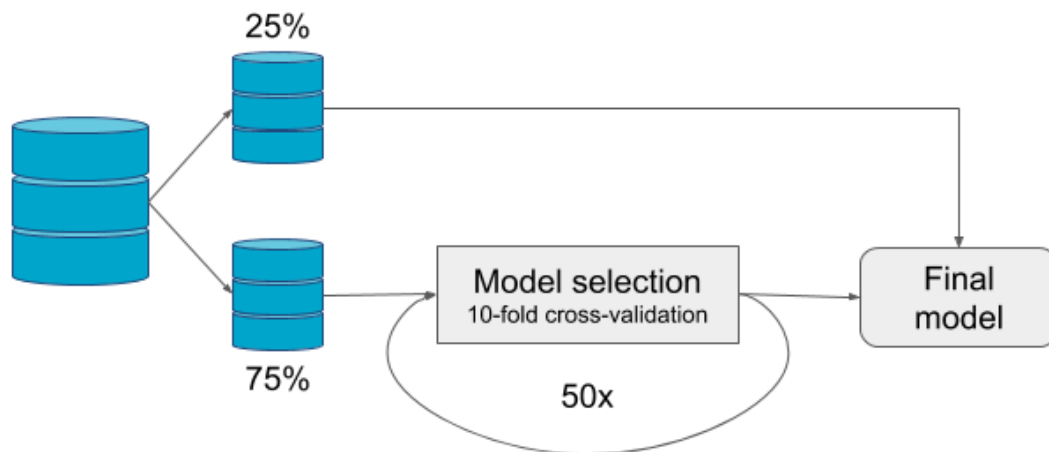 25%
75%
Model selection
10-fold cross-validation
50x
Final
model